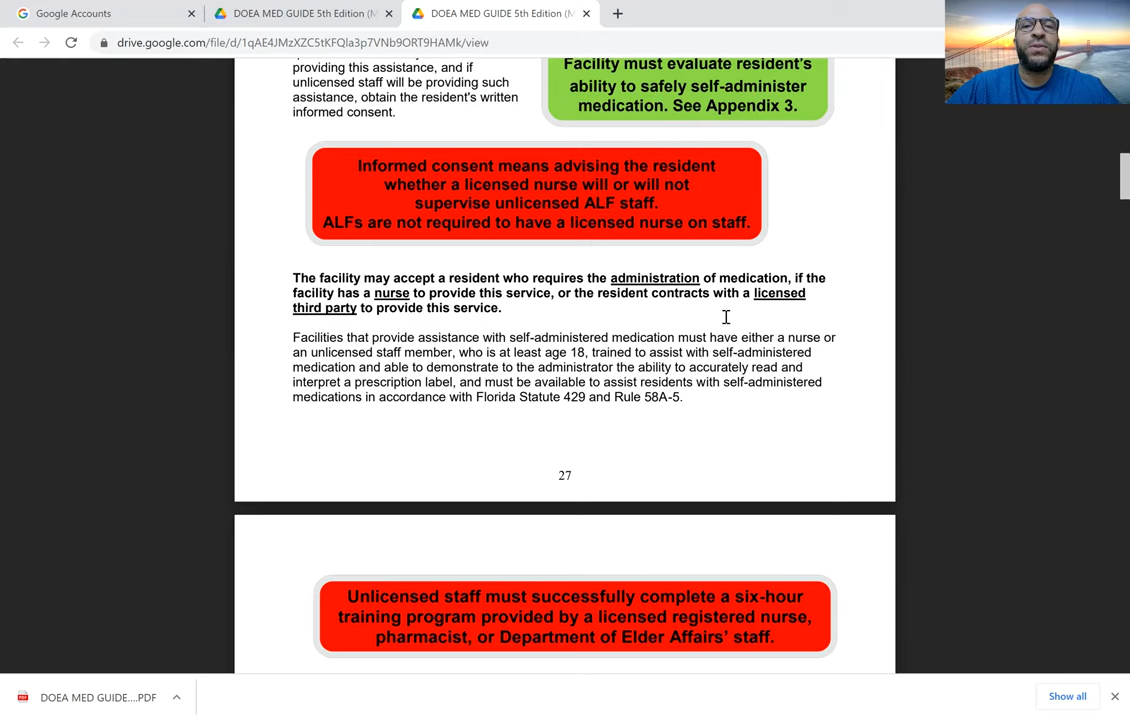 Google Accounts
DOEA MED GUIDE 5th Edition (M
DOEA MED GUIDE 5th Edition (M
drive.google.com/file/d/1qAE4JMzXZC5tKFQla3p7VNb9ORT9HAMk/view
providing this assistance, and if
unlicensed staff will be providing such
assistance, obtain the resident's written
informed consent.
Facility must evaluate resident's
ability to safely self-administer
medication. See Appendix 3.
Informed consent means advising the resident
whether a licensed nurse will or will not
supervise unlicensed ALF staff.
ALFs are not required to have a licensed nurse on staff.
The facility may accept a resident who requires the administration of medication, if the
facility has a nurse to provide this service, or the resident contracts with a licensed
third party to provide this service.
Facilities that provide assistance with self-administered medication must have either a nurse or
an unlicensed staff member, who is at least age 18, trained to assist with self-administered
medication and able to demonstrate to the administrator the ability to accurately read and
interpret a prescription label, and must be available to assist residents with self-administered
medications in accordance with Florida Statute 429 and Rule 58A-5.
27
Unlicensed staff must successfully complete a six-hour
training program provided by a licensed registered nurse,
pharmacist, or Department of Elder Affairs' staff.
DOEA MED GUIDE....PDF
Show all